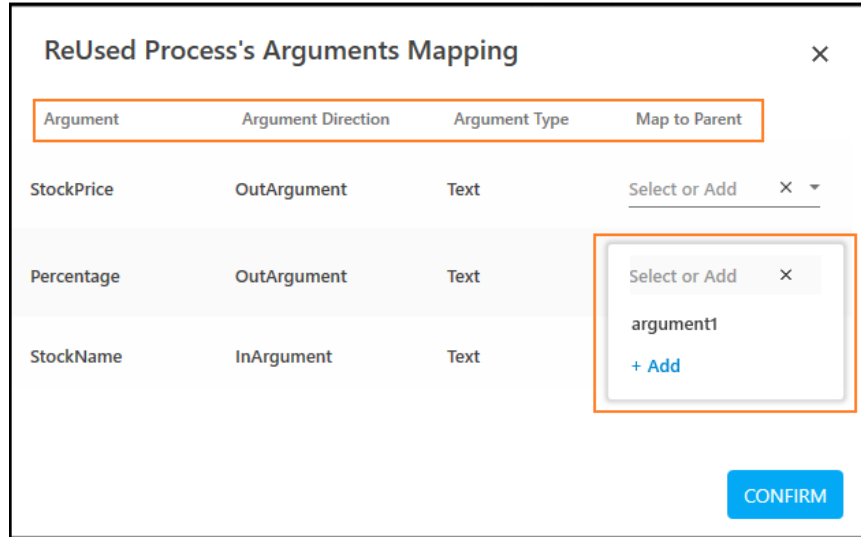 ReUsed Process's Arguments Mapping
Argument Argument Direction Argument Type Map to Parent
StockPrice OutArgument Text Select or Add
Percentage OutArgument Text Select or Add
argument1
StockName InArgument Text
+ Add
CONFIRM